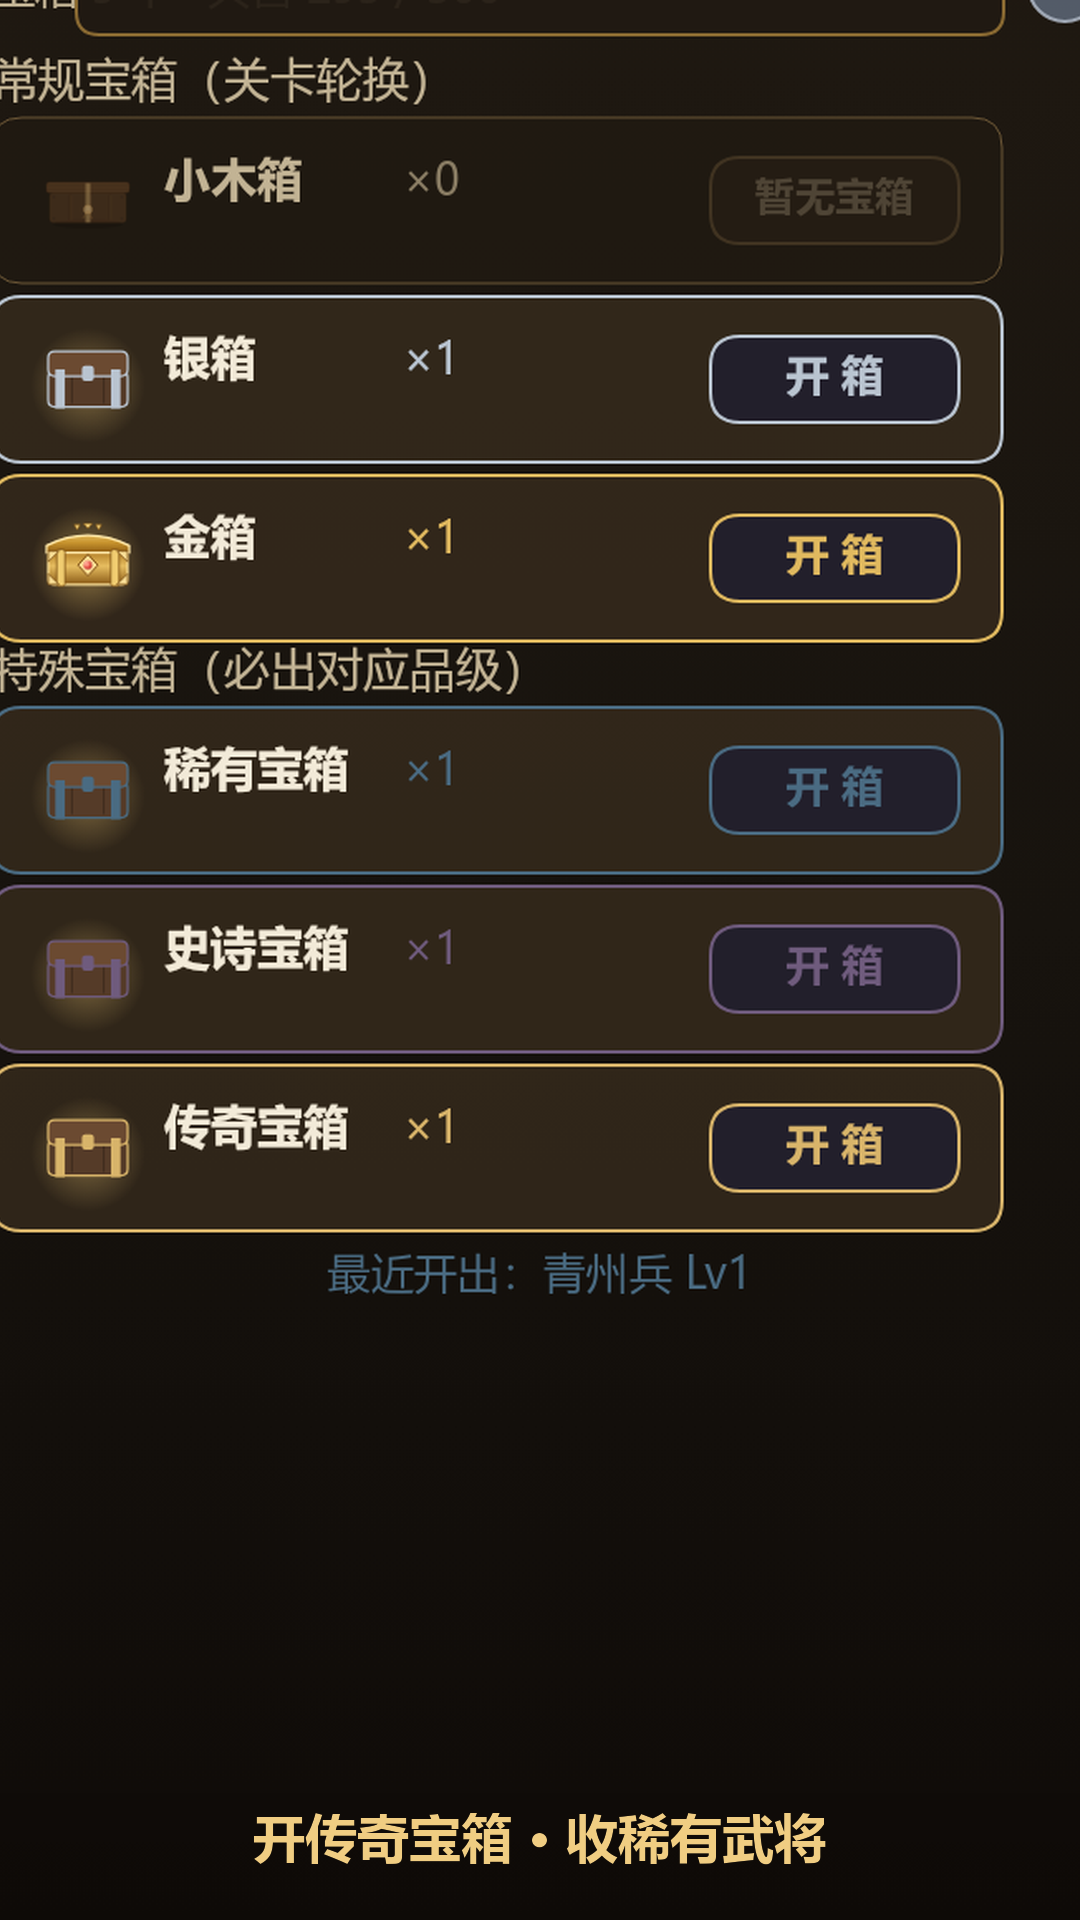 常规宝箱（关卡轮换）
小木箱 ×0 暂无宝箱
银箱 ×1 开 箱
金箱 ×1 开 箱
特殊宝箱（必出对应品级）
稀有宝箱 ×1 开 箱
史诗宝箱 ×1 开 箱
传奇宝箱 ×1 开 箱
最近开出：青州兵 Lv1
开传奇宝箱·收稀有武将